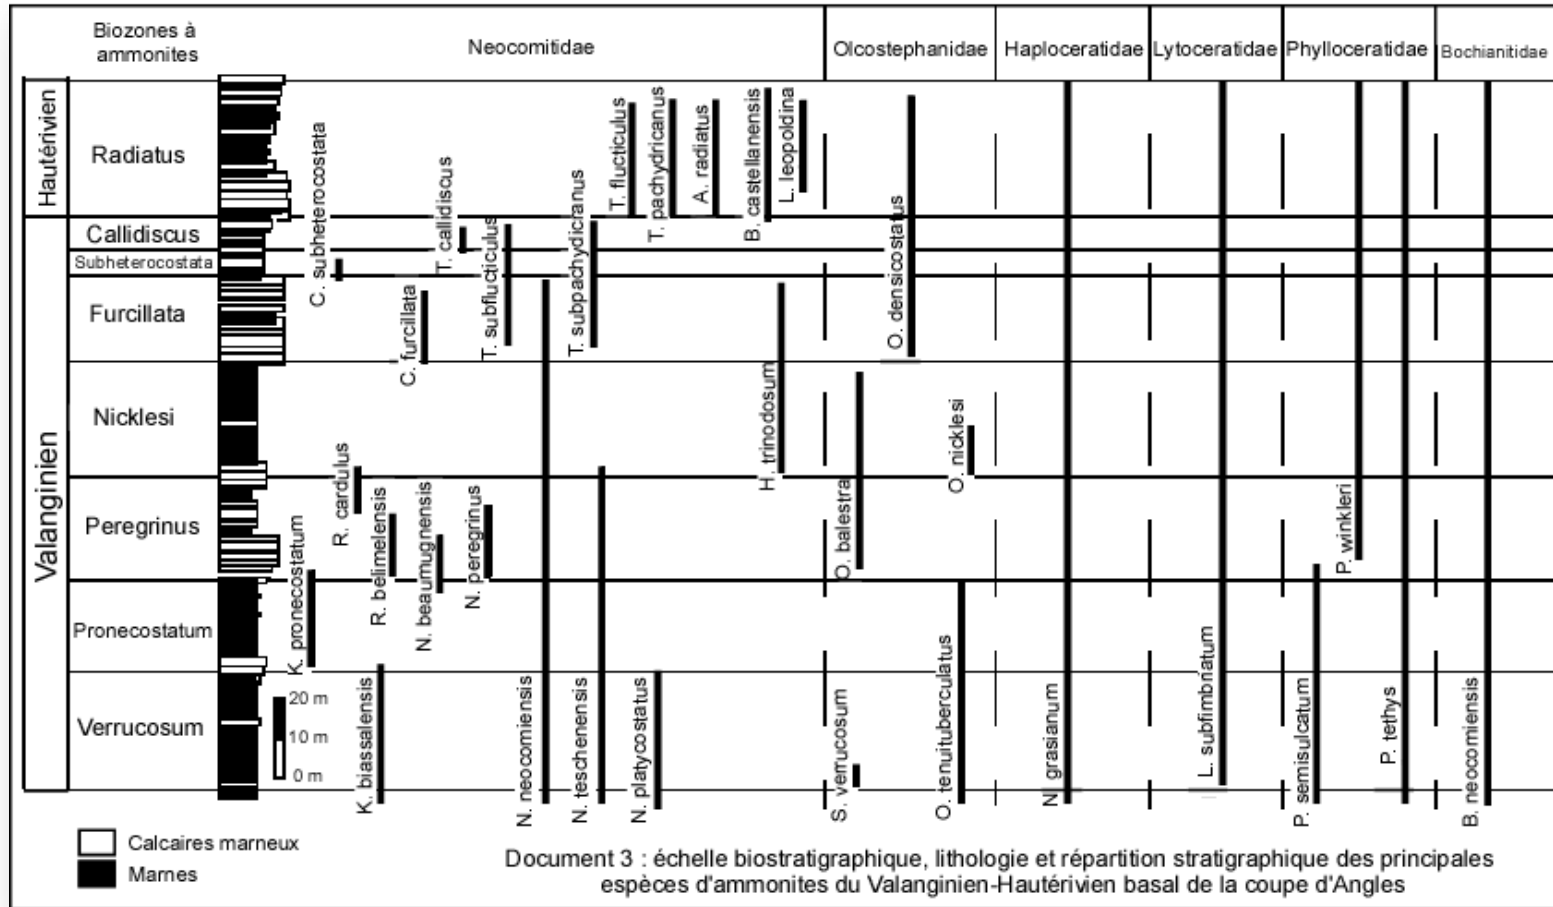 Biozones à
ammonites
Neocomitidae
Olcostephanidae
Haploceratidae
Lytoceratidae
Phylloceratidae
Bochianitidae
Hautérivien
Valanginien
Radiatus
Callidiscus
Subheterocostata
Furcillata
Nicklesi
Peregrinus
Pronecostatum
Verrucosum
K. pronecostatum
C. subheterocostata
R. cardulus
K. biassalensis
R. belimelensis
C. furcillata
N. beaumugnensis
T. callidiscus
N. peregrinus
T. subflucticulus
N. neocomiensis
T. subpachydicranus
N. teschenensis
T. flucticulus
N. platycostatus
T. pachydricanus
A. radiatus
B. castellanensis
H. trinodosum
L. leopoldina
O. balestra
S. verrucosum
O. densicostatus
O. tenuituberculatus
O. nicklesi
N. grasianum
L. subfimbriatum
P. semisulcatum
P. winkleri
P. tethys
B. neocomiensis
20 m
10 m
0 m
Calcaires marneux
Marnes
Document 3 : échelle biostratigraphique, lithologie et répartition stratigraphique des principales
espèces d'ammonites du Valanginien-Hautérivien basal de la coupe d'Angles